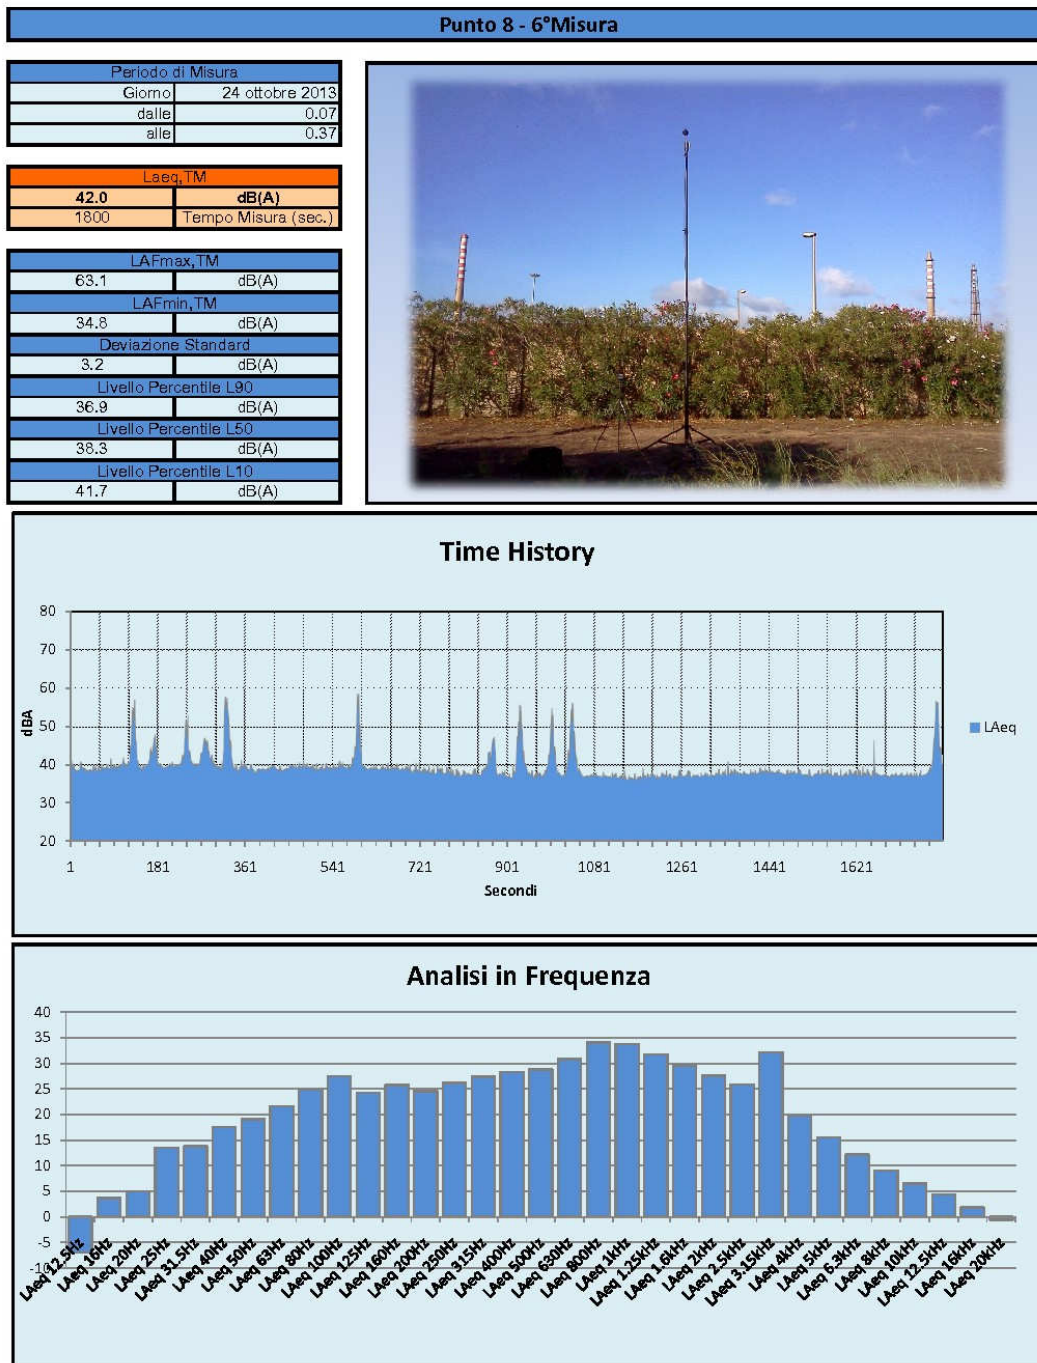 Punto 8 - 6°Misura
Periodo di Misura
Giorno 24 ottobre 2013
dalle 0.07
alle 0.37
Laeq,TM
42.0 dB(A)
1800 Tempo Misura (sec.)
LAFmax,TM
63.1 dB(A)
LAFmin,TM
34.8 dB(A)
Deviazione Standard
3.2 dB(A)
Livello Percentile L90
36.9 dB(A)
Livello Percentile L50
38.3 dB(A)
Livello Percentile L10
41.7 dB(A)
Time History
80
70
60
50
40
30
20
dBA
1 181 361 541 721 901 1081 1261 1441 1621
Secondi
LAeq
Analisi in Frequenza
40
35
30
25
20
15
10
5
0
-5
-10
LAeq 12.5Hz
LAeq 16Hz
LAeq 20Hz
LAeq 25Hz
LAeq 31.5Hz
LAeq 40Hz
LAeq 50Hz
LAeq 63Hz
LAeq 80Hz
LAeq 100Hz
LAeq 125Hz
LAeq 160Hz
LAeq 200Hz
LAeq 250Hz
LAeq 315Hz
LAeq 400Hz
LAeq 500Hz
LAeq 630Hz
LAeq 800Hz
LAeq 1kHz
LAeq 1.25kHz
LAeq 1.6kHz
LAeq 2kHz
LAeq 2.5kHz
LAeq 3.15kHz
LAeq 4kHz
LAeq 5kHz
LAeq 6.3kHz
LAeq 8kHz
LAeq 10kHz
LAeq 12.5kHz
LAeq 16kHz
LAeq 20kHz